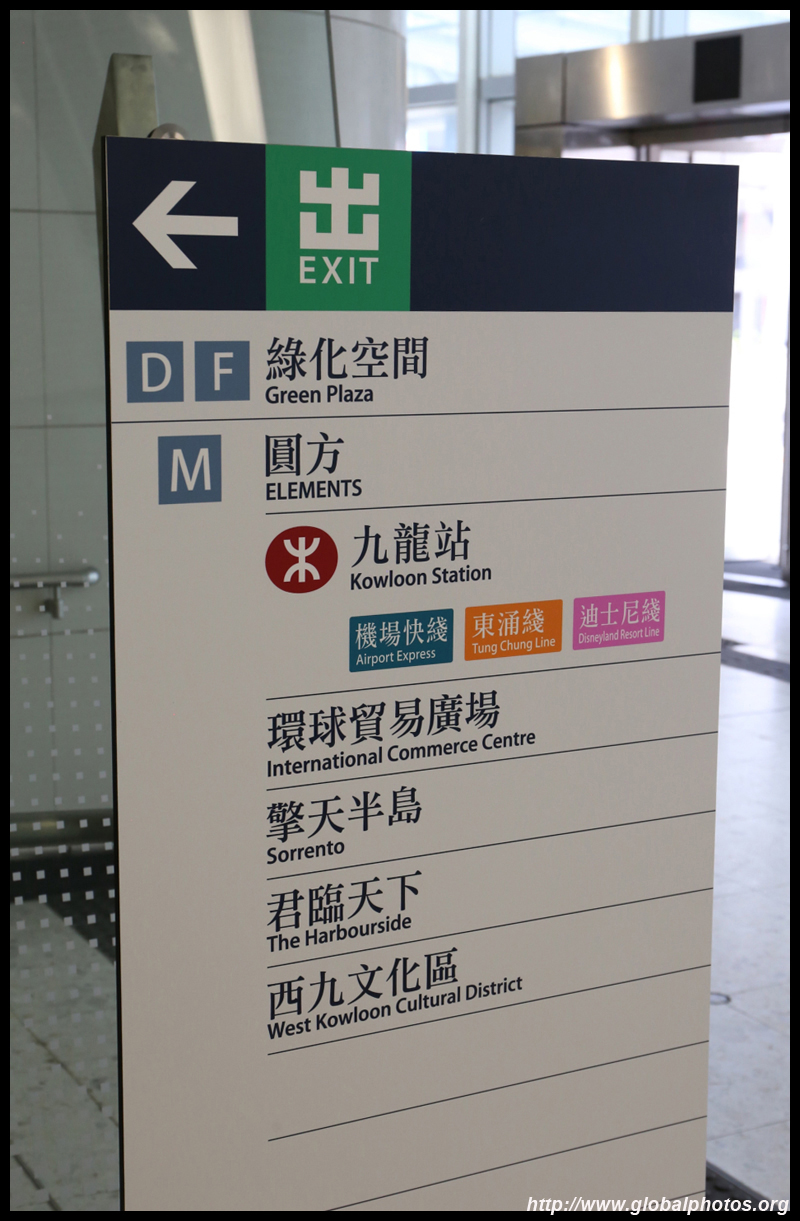 出
EXIT
D F 綠化空間
Green Plaza
M 圓方
ELEMENTS
九龍站
Kowloon Station
機場快綫 東涌綫 迪士尼綫
Airport Express Tung Chung Line Disneyland Resort Line
環球貿易廣場
International Commerce Centre
擎天半島
Sorrento
君臨天下
The Harbourside
西九文化區
West Kowloon Cultural District
http://www.globalphotos.org